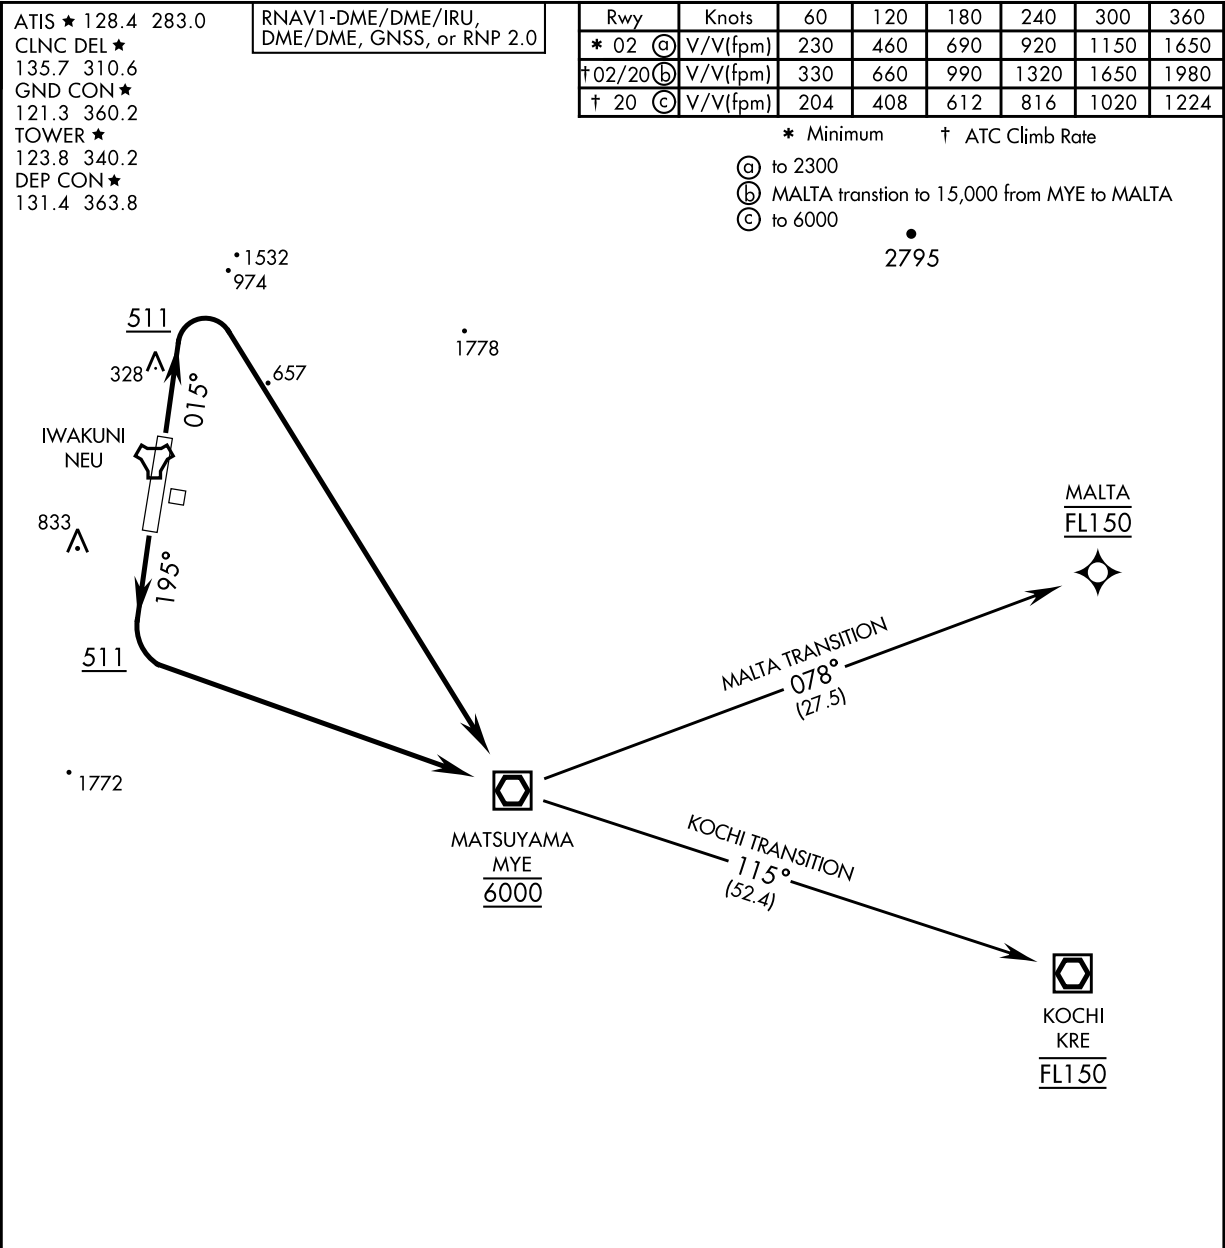 ATIS ★ 128.4 283.0
CLNC DEL ★
135.7 310.6
GND CON ★
121.3 360.2
TOWER ★
123.8 340.2
DEP CON ★
131.4 363.8
RNAV1-DME/DME/IRU,
DME/DME, GNSS, or RNP 2.0
Rwy Knots 60 120 180 240 300 360
* 02 ⓐ V/V(fpm) 230 460 690 920 1150 1650
† 02/20 ⓑ V/V(fpm) 330 660 990 1320 1650 1980
† 20 ⓒ V/V(fpm) 204 408 612 816 1020 1224
* Minimum † ATC Climb Rate
ⓐ to 2300
ⓑ MALTA transtion to 15,000 from MYE to MALTA
ⓒ to 6000
2795
1532
974
511
1778
328
657
015°
IWAKUNI
NEU
833
195°
511
1772
MALTA
FL150
MALTA TRANSITION
078°
(27.5)
MATSUYAMA
MYE
6000
KOCHI TRANSITION
115°
(52.4)
KOCHI
KRE
FL150